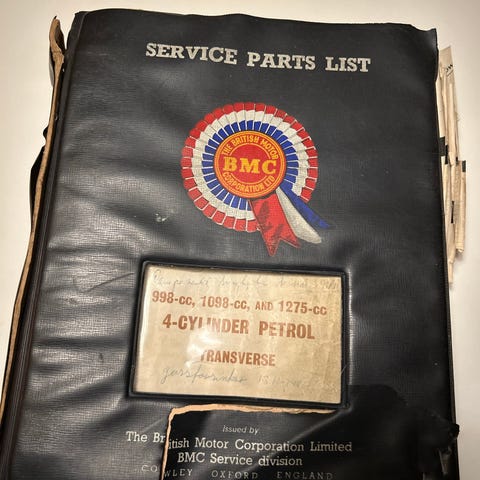 SERVICE PARTS LIST
THE BRITISH MOTOR
BMC
CORPORATION LTD
998-cc, 1098-cc, AND 1275-cc
4-CYLINDER PETROL
TRANSVERSE
Issued by
The British Motor Corporation Limited
BMC Service division
COWLEY OXFORD ENGLAND